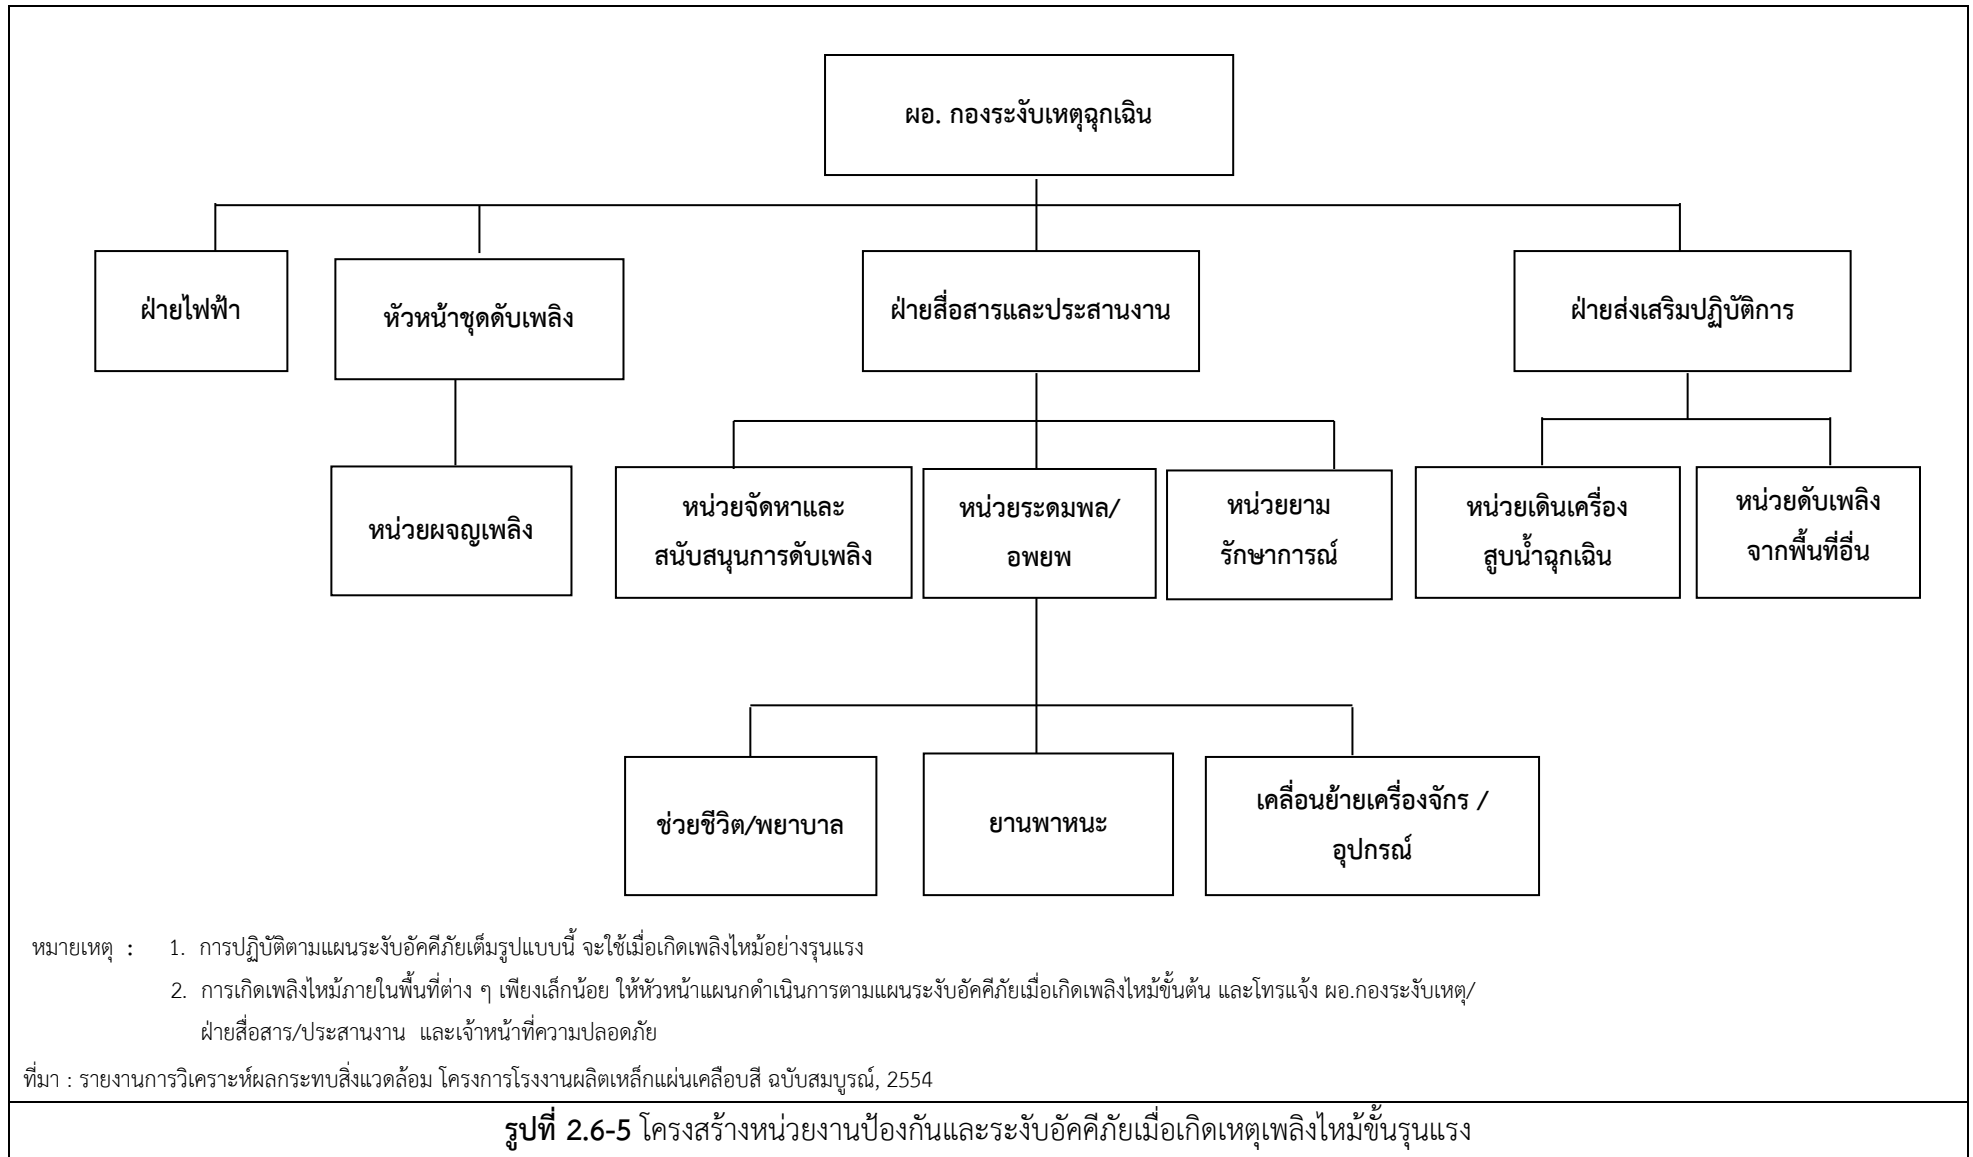 ผอ. กองระงับเหตุฉุกเฉิน
ฝ่ายไฟฟ้า
หัวหน้าชุดดับเพลิง
ฝ่ายสื่อสารและประสานงาน
ฝ่ายส่งเสริมปฏิบัติการ
หน่วยผจญเพลิง
หน่วยจัดหาและ
สนับสนุนการดับเพลิง
หน่วยระดมพล/
อพยพ
หน่วยยาม
รักษาการณ์
หน่วยเดินเครื่อง
สูบน้ำฉุกเฉิน
หน่วยดับเพลิง
จากพื้นที่อื่น
ช่วยชีวิต/พยาบาล
ยานพาหนะ
เคลื่อนย้ายเครื่องจักร /
อุปกรณ์
หมายเหตุ : 1. การปฏิบัติตามแผนระงับอัคคีภัยเต็มรูปแบบนี้ จะใช้เมื่อเกิดเพลิงไหม้อย่างรุนแรง
2. การเกิดเพลิงไหม้ภายในพื้นที่ต่าง ๆ เพียงเล็กน้อย ให้หัวหน้าแผนกดำเนินการตามแผนระงับอัคคีภัยเมื่อเกิดเพลิงไหม้ขั้นต้น และโทรแจ้ง ผอ.กองระงับเหตุ/
ฝ่ายสื่อสาร/ประสานงาน และเจ้าหน้าที่ความปลอดภัย
ที่มา : รายงานการวิเคราะห์ผลกระทบสิ่งแวดล้อม โครงการโรงงานผลิตเหล็กแผ่นเคลือบสี ฉบับสมบูรณ์, 2554
รูปที่ 2.6-5 โครงสร้างหน่วยงานป้องกันและระงับอัคคีภัยเมื่อเกิดเหตุเพลิงไหม้ขั้นรุนแรง